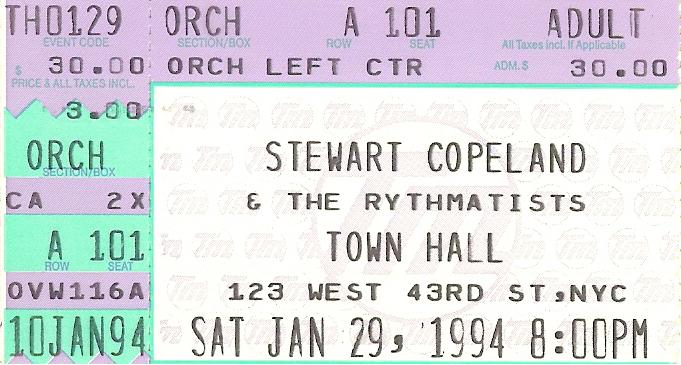 TH0129 ORCH A 101 ADULT
EVENT CODE SECTION/BOX ROW SEAT All Taxes Incl. If Applicable
$ 30.00 ORCH LEFT CTR ADM.$ 30.00
PRICE & ALL TAXES INCL.
3.00
ORCH
SECTION/BOX
CA 2X
A 101
ROW SEAT
OVW116A
10JAN94
STEWART COPELAND
& THE RYTHMATISTS
TOWN HALL
123 WEST 43RD ST,NYC
SAT JAN 29, 1994 8:00PM